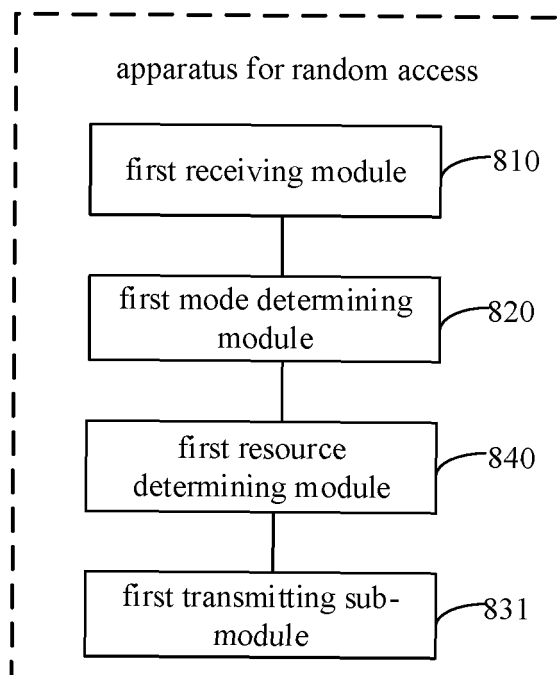 apparatus for random access
first receiving module
810
first mode determining
module
820
first resource
determining module
840
first transmitting sub-
module
831